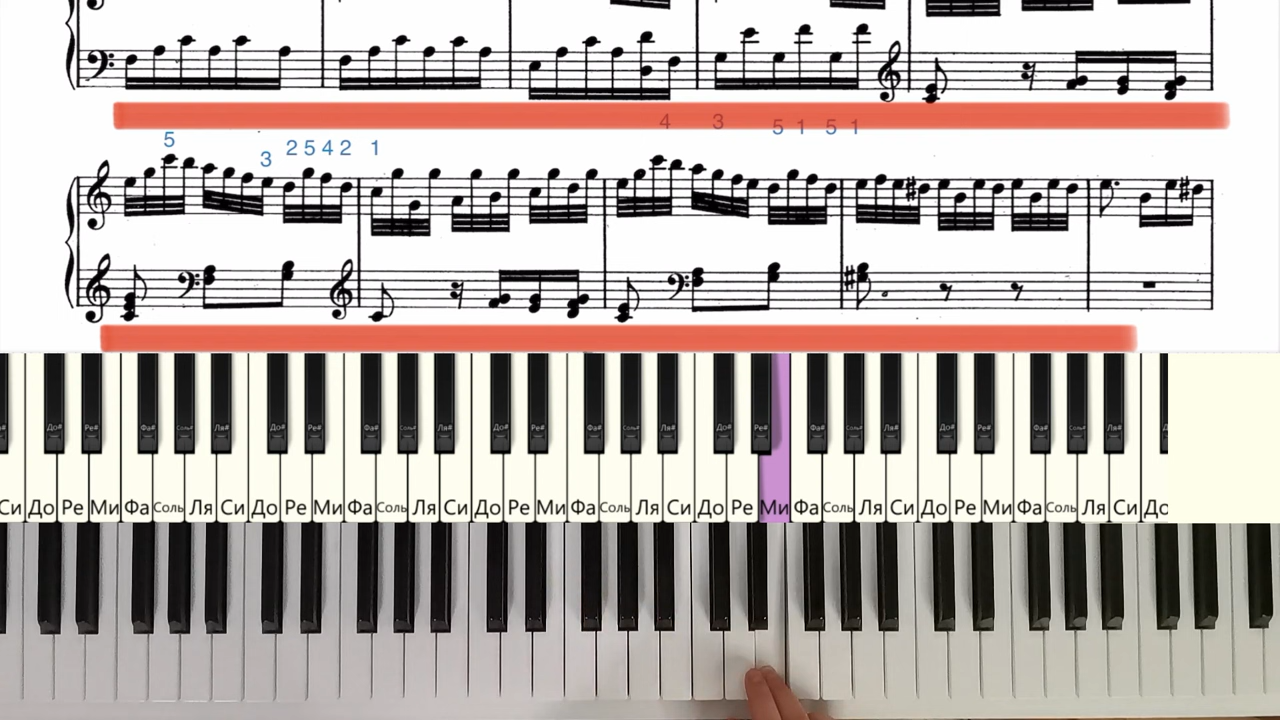 4 3 5 1 5 1
5 3 2 5 4 2 1
До# Ре# Фа# Соль# Ля# До# Ре# Фа# Соль# Ля# До# Ре# Фа# Соль# Ля# До# Ре# Фа# Соль# Ля# До# Ре# Фа# Соль# Ля#
Си До Ре Ми Фа Соль Ля Си До Ре Ми Фа Соль Ля Си До Ре Ми Фа Соль Ля Си До Ре Ми Фа Соль Ля Си До Ре Ми Фа Соль Ля Си До